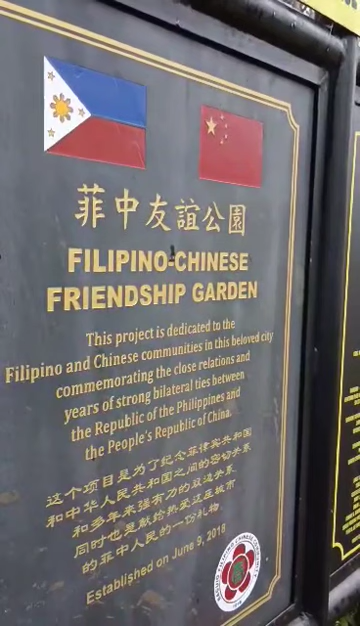 菲中友誼公園
FILIPINO-CHINESE
FRIENDSHIP GARDEN
This project is dedicated to the
Filipino and Chinese communities in this beloved city
commemorating the close relations and
years of strong bilateral ties between
the Republic of the Philippines and
the People's Republic of China.
这个项目是为了纪念菲律宾共和国
和中华人民共和国之间的密切关系
和多年来强有力的双边关系
同时也是献给热爱这座城市
的菲中人民的一份礼物.
Established on June 9, 2018